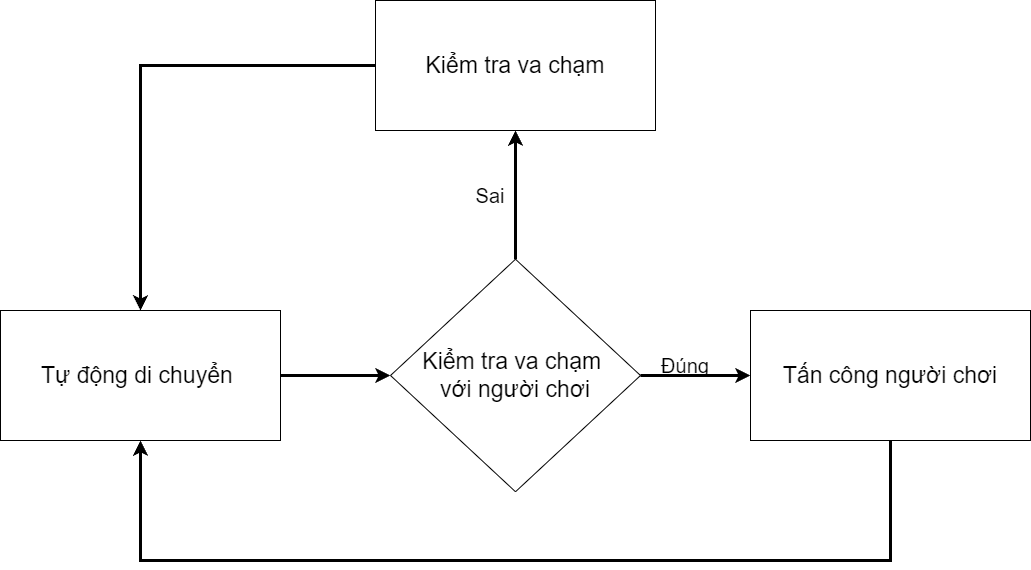 Kiểm tra va chạm
Sai
Tự động di chuyển
Kiểm tra va chạm
với người chơi
Đúng
Tấn công người chơi